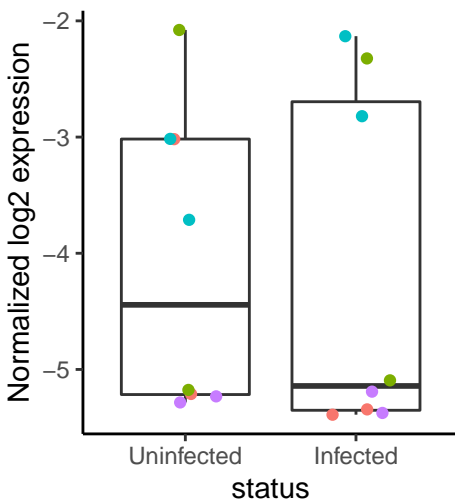 Normalized log2 expression
−2
−3
−4
−5
Uninfected
Infected
status